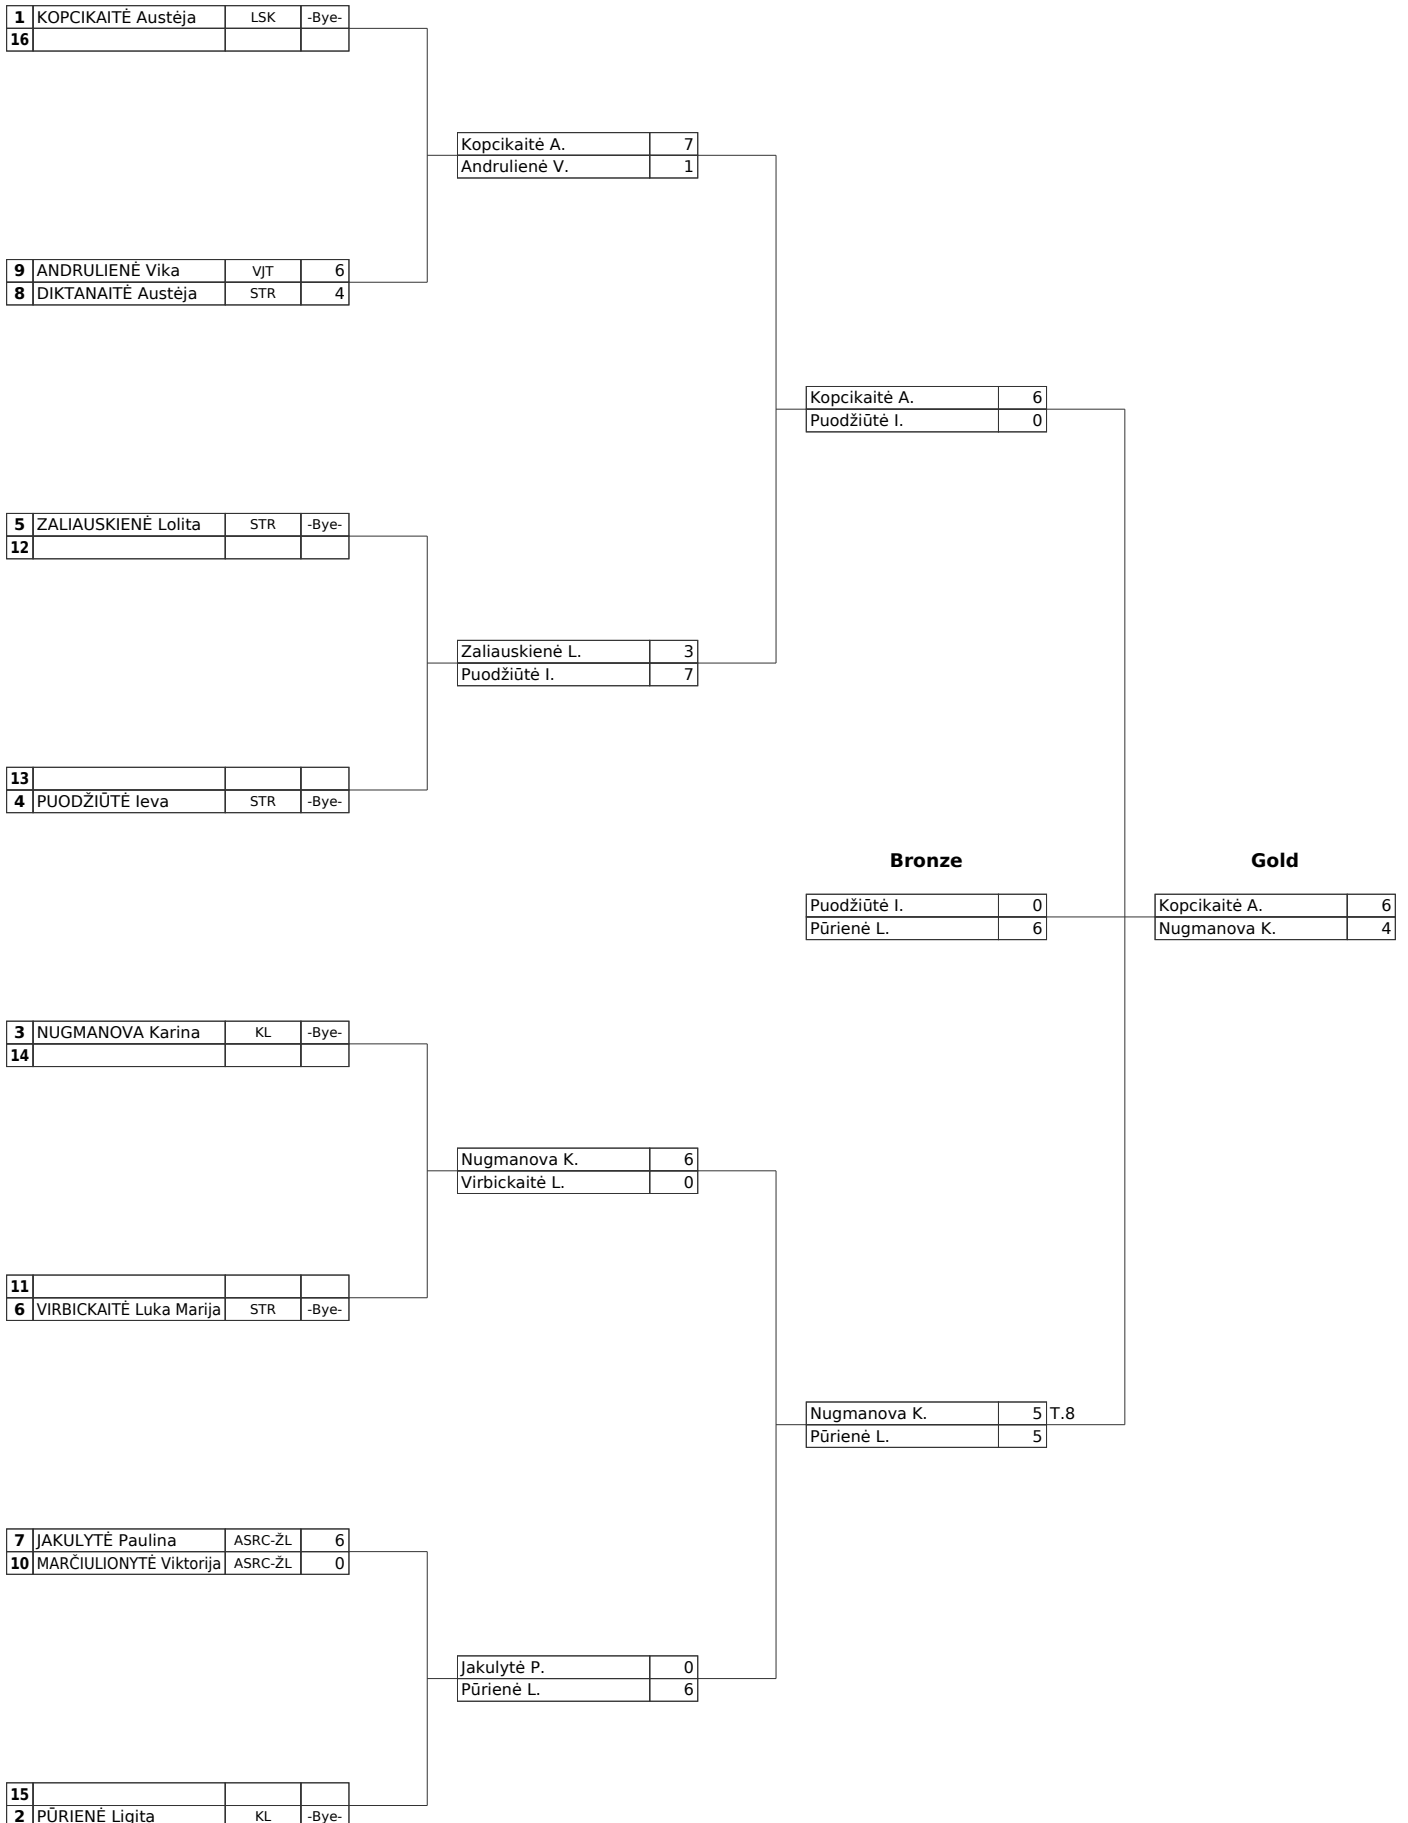 1 KOPCIKAITĖ Austėja LSK -Bye-
16
Kopcikaitė A. 7
Andrulienė V. 1
9 ANDRULIENĖ Vika VJT 6
8 DIKTANAITĖ Austėja STR 4
Kopcikaitė A. 6
Puodžiūtė I. 0
5 ZALIAUSKIENĖ Lolita STR -Bye-
12
Zaliauskienė L. 3
Puodžiūtė I. 7
13
4 PUODŽIŪTĖ Ieva STR -Bye-
Bronze Gold
Puodžiūtė I. 0 Kopcikaitė A. 6
Pūrienė L. 6 Nugmanova K. 4
3 NUGMANOVA Karina KL -Bye-
14
Nugmanova K. 6
Virbickaitė L. 0
11
6 VIRBICKAITĖ Luka Marija STR -Bye-
Nugmanova K. 5 T.8
Pūrienė L. 5
7 JAKULYTĖ Paulina ASRC-ŽL 6
10 MARČIULIONYTĖ Viktorija ASRC-ŽL 0
Jakulytė P. 0
Pūrienė L. 6
15
2 PŪRIENĖ Ligita KL -Bye-